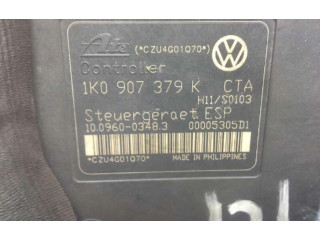 Ate (*CZU4G01Q70*)
Controller
1K0 907 379 K CTA
H11/S0103
Steuergeraet ESP
10.0960-0348.3 00005305D1
*CZU4G01Q70*
MADE IN PHILIPPINES